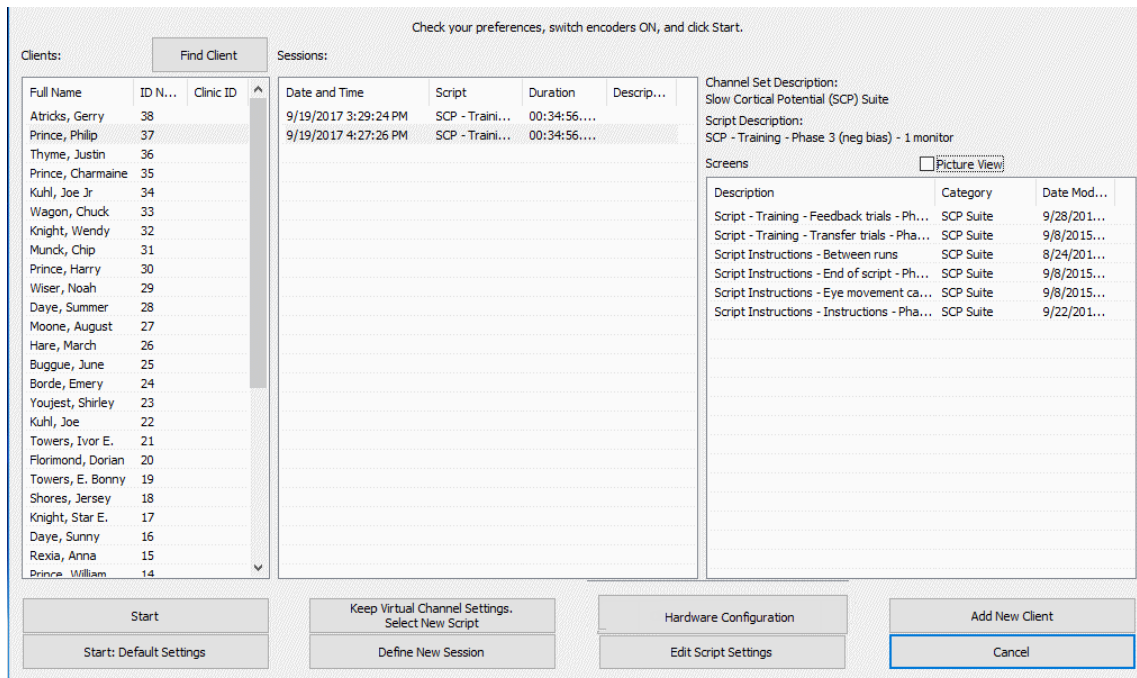 Check your preferences, switch encoders ON, and click Start.
Clients:
Find Client
Sessions:
Full Name ID N... Clinic ID
Atricks, Gerry 38
Prince, Philip 37
Thyme, Justin 36
Prince, Charmaine 35
Kuhl, Joe Jr 34
Wagon, Chuck 33
Knight, Wendy 32
Munck, Chip 31
Prince, Harry 30
Wiser, Noah 29
Daye, Summer 28
Moone, August 27
Hare, March 26
Buggue, June 25
Borde, Emery 24
Youjest, Shirley 23
Kuhl, Joe 22
Towers, Ivor E. 21
Florimond, Dorian 20
Towers, E. Bonny 19
Shores, Jersey 18
Knight, Star E. 17
Daye, Sunny 16
Rexia, Anna 15
Prince, William 14
Date and Time Script Duration Descrip...
9/19/2017 3:29:24 PM SCP - Traini... 00:34:56....
9/19/2017 4:27:26 PM SCP - Traini... 00:34:56....
Channel Set Description:
Slow Cortical Potential (SCP) Suite
Script Description:
SCP - Training - Phase 3 (neg bias) - 1 monitor
Screens
Picture View
Description Category Date Mod...
Script - Training - Feedback trials - Ph... SCP Suite 9/28/201...
Script - Training - Transfer trials - Pha... SCP Suite 9/8/2015...
Script Instructions - Between runs SCP Suite 8/24/201...
Script Instructions - End of script - Ph... SCP Suite 9/8/2015...
Script Instructions - Eye movement ca... SCP Suite 9/8/2015...
Script Instructions - Instructions - Pha... SCP Suite 9/22/201...
Start
Keep Virtual Channel Settings.
Select New Script
Hardware Configuration
Add New Client
Start: Default Settings
Define New Session
Edit Script Settings
Cancel